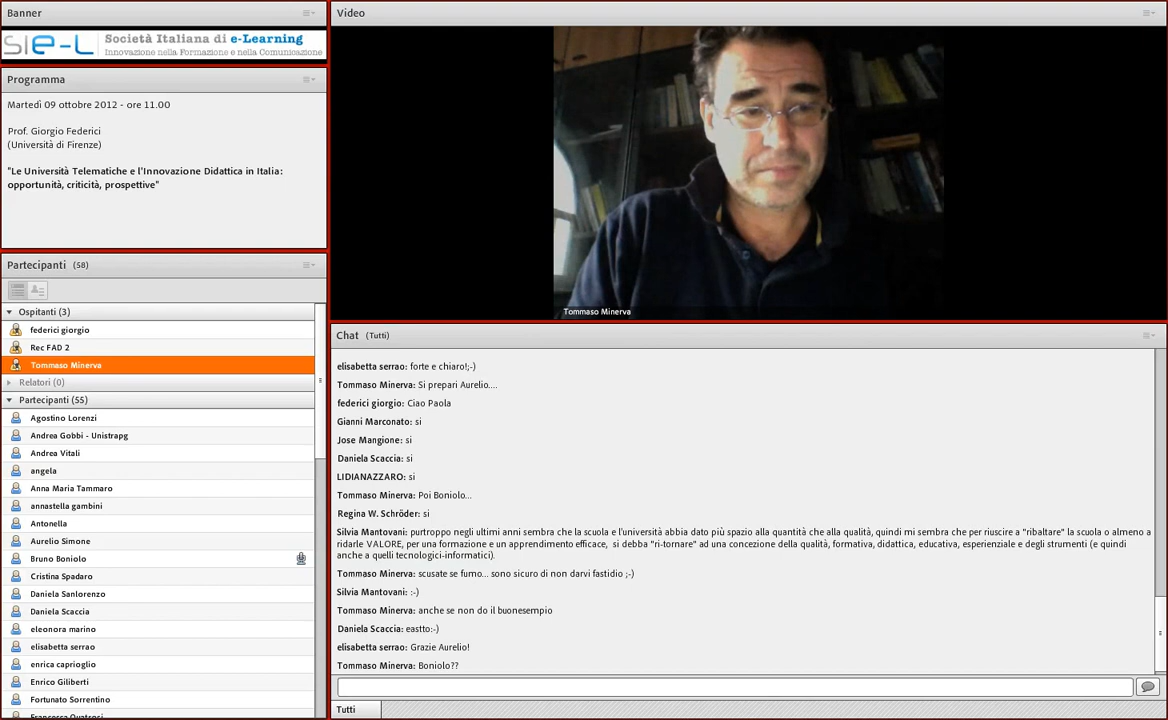 Banner
SIe-L Società Italiana di e-Learning
Innovazione nella Formazione e nella Comunicazione
Programma
Martedì 09 ottobre 2012 - ore 11.00
Prof. Giorgio Federici
(Università di Firenze)
"Le Università Telematiche e l'Innovazione Didattica in Italia:
opportunità, criticità, prospettive"
Partecipanti (58)
Ospitanti (3)
federici giorgio
Rec FAD 2
Tommaso Minerva
Relatori (0)
Partecipanti (55)
Agostino Lorenzi
Andrea Gobbi - Unistrapg
Andrea Vitali
angela
Anna Maria Tammaro
annastella gambini
Antonella
Aurelio Simone
Bruno Boniolo
Cristina Spadaro
Daniela Sanlorenzo
Daniela Scaccia
eleonora marino
elisabetta serrao
enrica caprioglio
Enrico Giliberti
Fortunato Sorrentino
Video
Tommaso Minerva
Chat (Tutti)
elisabetta serrao: forte e chiaro!;-)
Tommaso Minerva: Si prepari Aurelio....
federici giorgio: Ciao Paola
Gianni Marconato: si
Jose Mangione: si
Daniela Scaccia: si
LIDIANAZZARO: si
Tommaso Minerva: Poi Boniolo...
Regina W. Schröder: si
Silvia Mantovani: purtroppo negli ultimi anni sembra che la scuola e l'università abbia dato più spazio alla quantità che alla qualità, quindi mi sembra che per riuscire a "ribaltare" la scuola o almeno a
ridarle VALORE, per una formazione e un apprendimento efficace, si debba "ri-tornare" ad una concezione della qualità, formativa, didattica, educativa, esperienziale e degli strumenti (e quindi
anche a quelli tecnologici-informatici).
Tommaso Minerva: scusate se fumo... sono sicuro di non darvi fastidio ;-)
Silvia Mantovani: :-)
Tommaso Minerva: anche se non do il buonesempio
Daniela Scaccia: eastto:-)
elisabetta serrao: Grazie Aurelio!
Tommaso Minerva: Boniolo??
Tutti